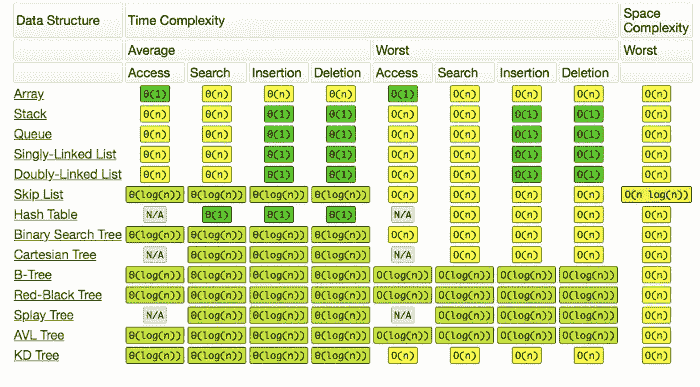 Data Structure Time Complexity Space Complexity
Average Worst Worst
Access Search Insertion Deletion Access Search Insertion Deletion
Array Θ(1) Θ(n) Θ(n) Θ(n) O(1) O(n) O(n) O(n) O(n)
Stack Θ(n) Θ(n) Θ(1) Θ(1) O(n) O(n) O(1) O(1) O(n)
Queue Θ(n) Θ(n) Θ(1) Θ(1) O(n) O(n) O(1) O(1) O(n)
Singly-Linked List Θ(n) Θ(n) Θ(1) Θ(1) O(n) O(n) O(1) O(1) O(n)
Doubly-Linked List Θ(n) Θ(n) Θ(1) Θ(1) O(n) O(n) O(1) O(1) O(n)
Skip List Θ(log(n)) Θ(log(n)) Θ(log(n)) Θ(log(n)) O(n) O(n) O(n) O(n) O(n log(n))
Hash Table N/A Θ(1) Θ(1) Θ(1) N/A O(n) O(n) O(n) O(n)
Binary Search Tree Θ(log(n)) Θ(log(n)) Θ(log(n)) Θ(log(n)) O(n) O(n) O(n) O(n) O(n)
Cartesian Tree N/A Θ(log(n)) Θ(log(n)) Θ(log(n)) N/A O(n) O(n) O(n) O(n)
B-Tree Θ(log(n)) Θ(log(n)) Θ(log(n)) Θ(log(n)) O(log(n)) O(log(n)) O(log(n)) O(log(n)) O(n)
Red-Black Tree Θ(log(n)) Θ(log(n)) Θ(log(n)) Θ(log(n)) O(log(n)) O(log(n)) O(log(n)) O(log(n)) O(n)
Splay Tree N/A Θ(log(n)) Θ(log(n)) Θ(log(n)) N/A O(log(n)) O(log(n)) O(log(n)) O(n)
AVL Tree Θ(log(n)) Θ(log(n)) Θ(log(n)) Θ(log(n)) O(log(n)) O(log(n)) O(log(n)) O(log(n)) O(n)
KD Tree Θ(log(n)) Θ(log(n)) Θ(log(n)) Θ(log(n)) O(n) O(n) O(n) O(n) O(n)